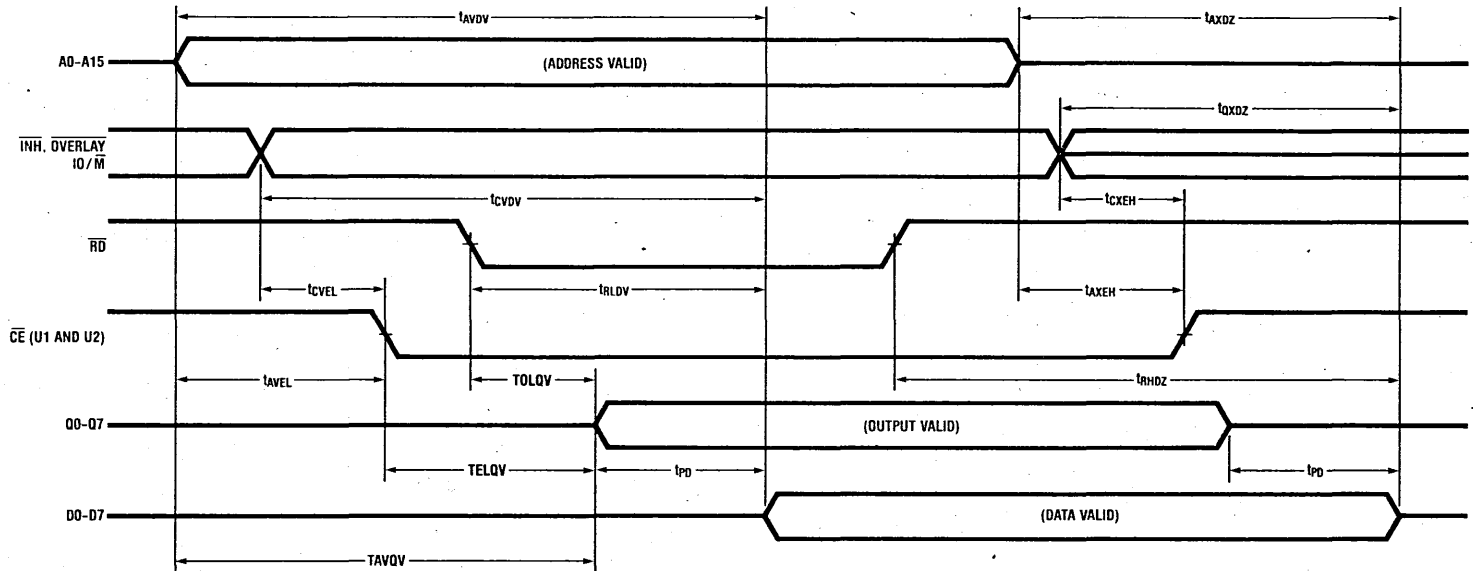 tAVDV
tAXDZ
A0-A15
(ADDRESS VALID)
tQXDZ
INH, OVERLAY
IO/M
tCXEH
tCVDV
RD
tCVEL
tRLDV
tAXEH
CE (U1 AND U2)
tAVEL
TOLQV
tRHDZ
Q0-Q7
(OUTPUT VALID)
TELQV
tPD
tPD
D0-D7
(DATA VALID)
TAVQV